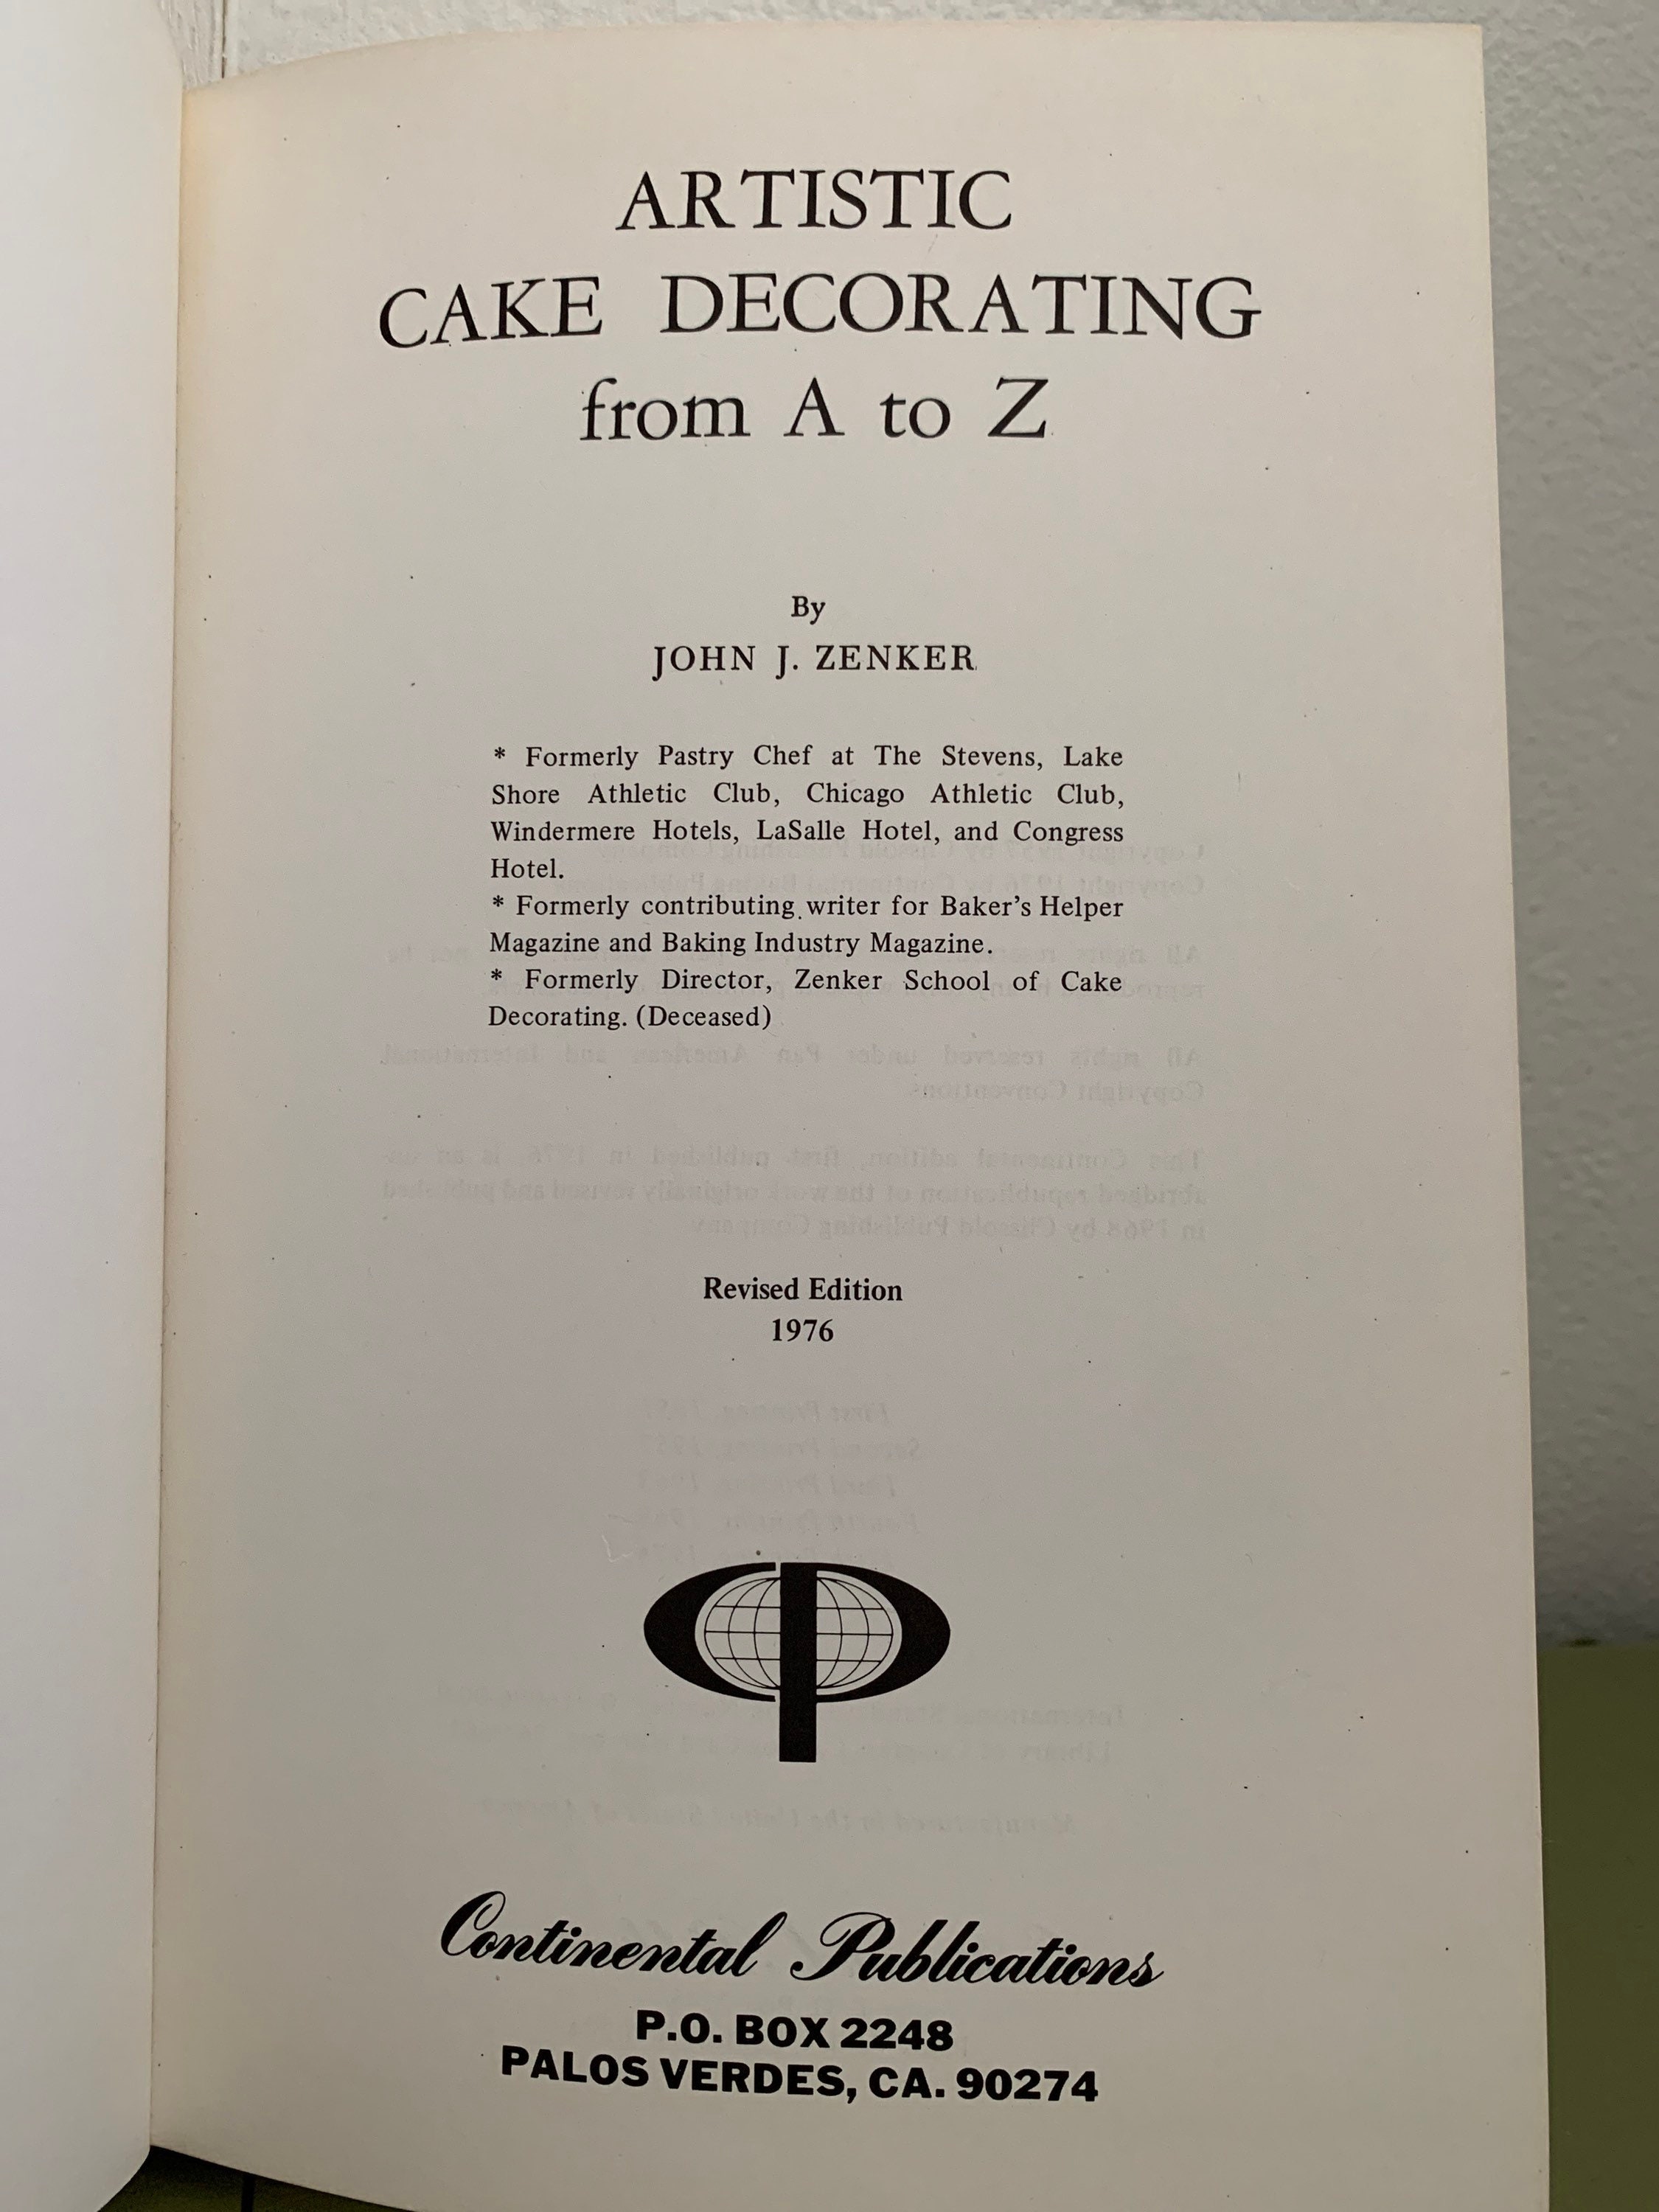 ARTISTIC
CAKE DECORATING
from A to Z
By
JOHN J. ZENKER
* Formerly Pastry Chef at The Stevens, Lake
Shore Athletic Club, Chicago Athletic Club,
Windermere Hotels, LaSalle Hotel, and Congress
Hotel.
* Formerly contributing writer for Baker's Helper
Magazine and Baking Industry Magazine.
* Formerly Director, Zenker School of Cake
Decorating. (Deceased)
Revised Edition
1976
Continental Publications
P.O. BOX 2248
PALOS VERDES, CA. 90274